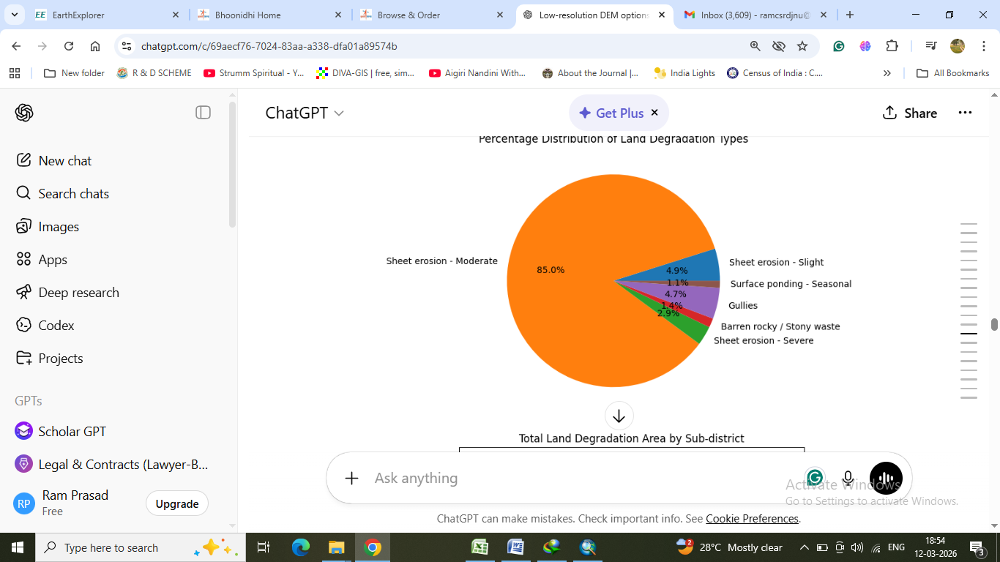 EarthExplorer
Bhoonidhi Home
Browse & Order
Low-resolution DEM options
Inbox (3,609) - ramcsrdjnu@
chatgpt.com/c/69aecf76-7024-83aa-a338-dfa01a89574b
New folder
R & D SCHEME
Strumm Spiritual - Y...
DIVA-GIS | free, sim...
Aigiri Nandini With...
About the Journal |...
India Lights
Census of India : C....
All Bookmarks
ChatGPT
Get Plus
Share
New chat
Search chats
Images
Apps
Deep research
Codex
Projects
GPTs
Scholar GPT
Legal & Contracts (Lawyer-B...
RP
Ram Prasad
Free
Upgrade
Percentage Distribution of Land Degradation Types
Sheet erosion - Moderate
85.0%
4.9%
Sheet erosion - Slight
1.1%
Surface ponding - Seasonal
4.7%
Gullies
1.4%
Barren rocky / Stony waste
2.9%
Sheet erosion - Severe
Total Land Degradation Area by Sub-district
Ask anything
Activate Windows
Go to Settings to activate Windows.
ChatGPT can make mistakes. Check important info. See Cookie Preferences.
Type here to search
2
28°C Mostly clear
ENG
18:54
12-03-2026
3